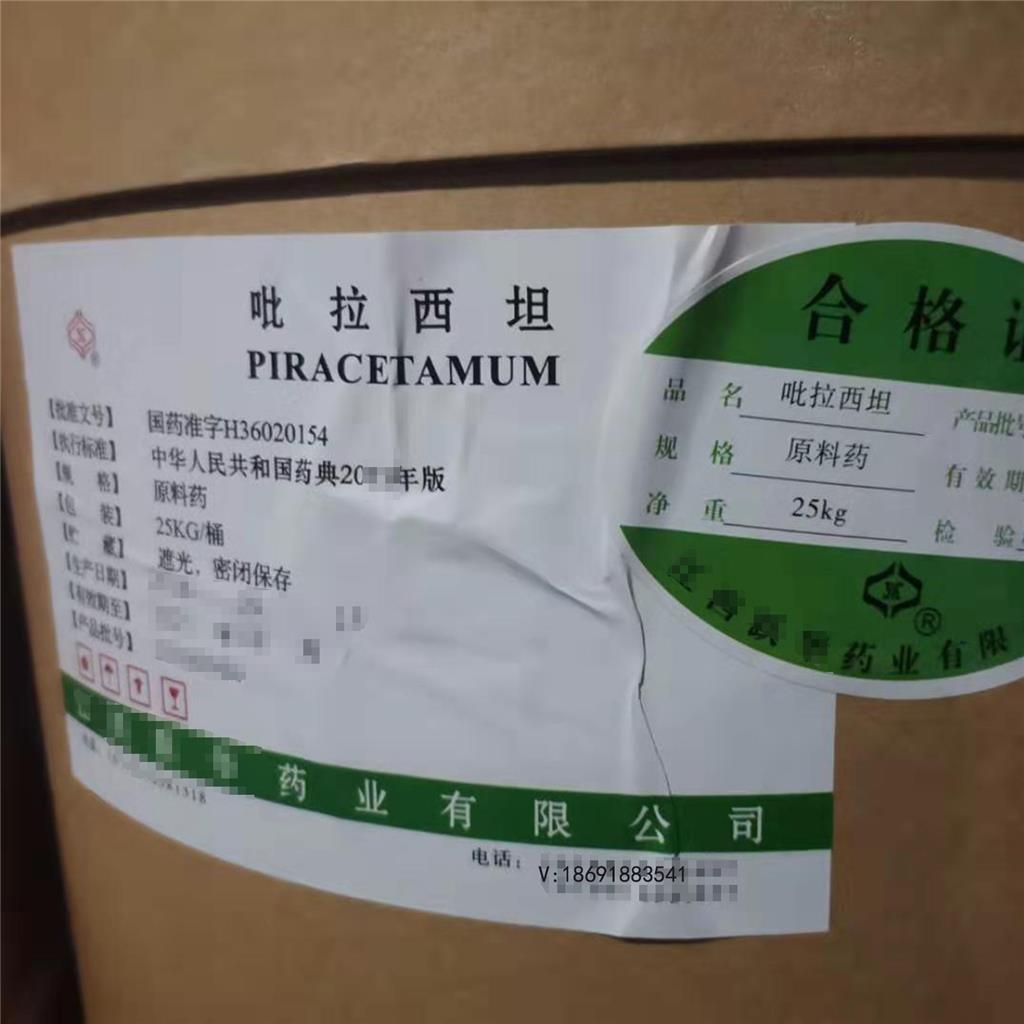 吡拉西坦
PIRACETAMUM
【批准文号】 国药准字H36020154
【执行标准】 中华人民共和国药典20 年版
【规 格】 原料药
【包 装】 25KG/桶
【贮 藏】 遮光，密闭保存
【生产日期】
【有效期至】
【产品批号】
药业有限公司
电话：
V:18691883541
合格证
品 名 吡拉西坦
产品批号
规 格 原料药
有效期
净 重 25kg
检 验
药业有限
®